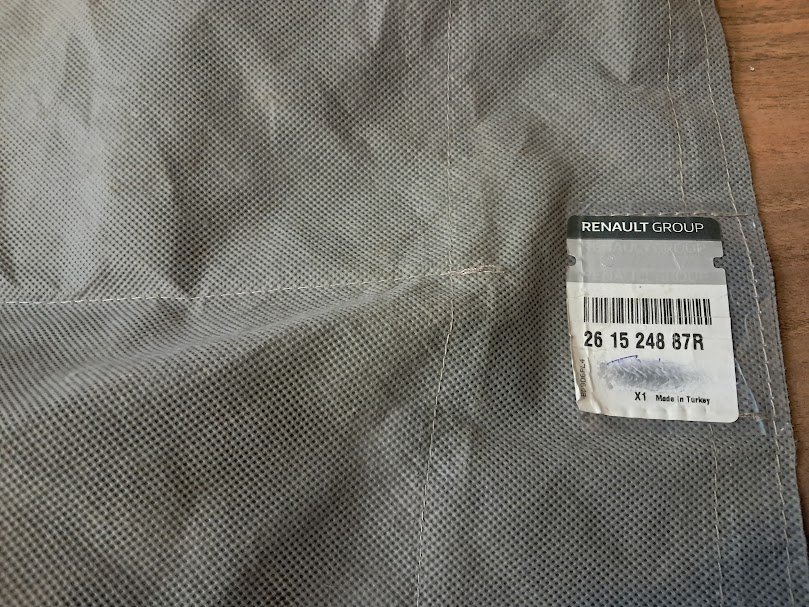 RENAULT GROUP
26 15 248 87R
X1 Made in Turkey